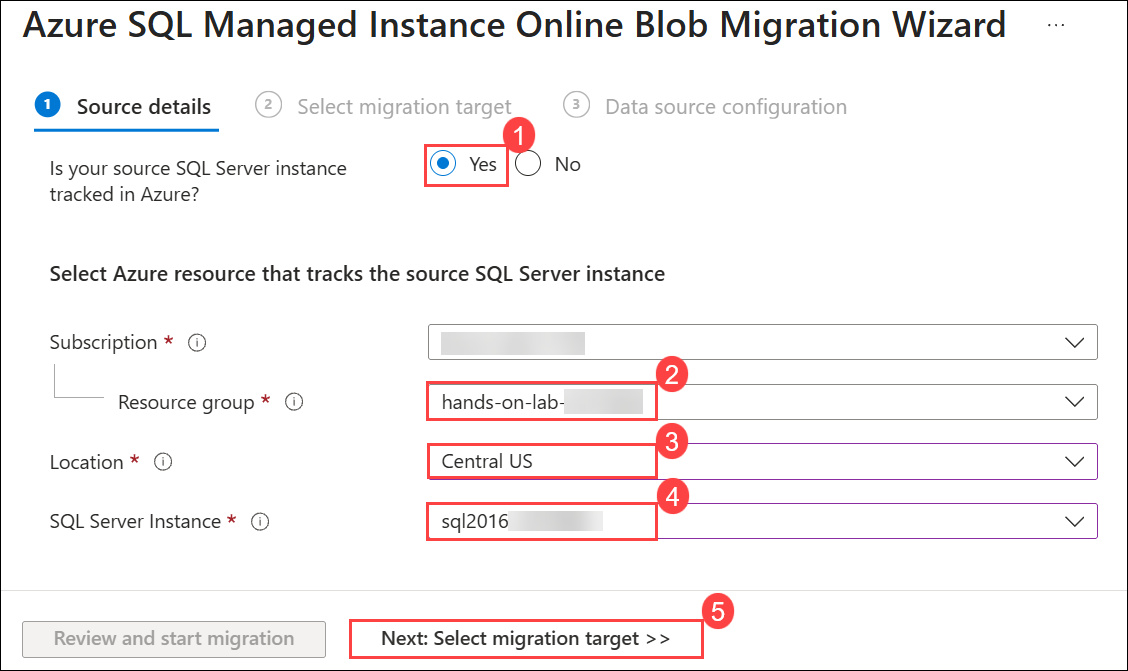 Azure SQL Managed Instance Online Blob Migration Wizard ...
1 Source details 2 Select migration target 3 Data source configuration
1
Is your source SQL Server instance Yes No
tracked in Azure?
Select Azure resource that tracks the source SQL Server instance
Subscription *
2
Resource group * hands-on-lab-
3
Location * Central US
4
SQL Server Instance * sql2016
5
Review and start migration Next: Select migration target >>